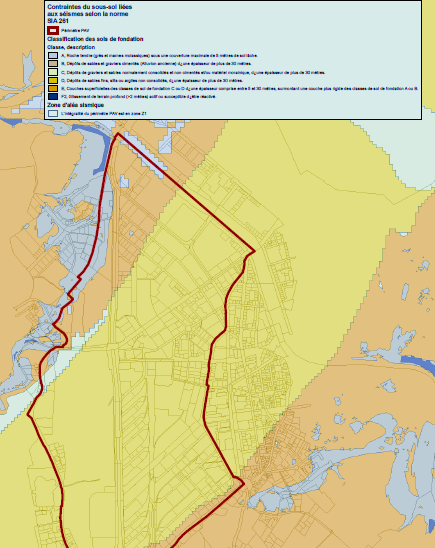 Contraintes du sous-sol liées
aux séismes selon la norme
SIA 261
Périmètre PAV
Classification des sols de fondation
Classe, description
A, Roche tendre (grès et marnes molassiques) sous une couverture maximale de 5 mètres de sol lâche.
B, Dépôts de sables et graviers cimentés (Alluvion ancienne) d¿une épaisseur de plus de 30 mètres.
C, Dépôts de graviers et sables normalement consolidés et non cimentés et/ou matériel morainique, d¿une épaisseur de plus de 30 mètres.
D, Dépôts de sables fins, silts ou argiles non consolidés, d¿une épaisseur de plus de 30 mètres.
E, Couches superficielles des classes de sol de fondation C ou D d¿une épaisseur comprise entre 5 et 30 mètres, surmontant une couche plus rigide des classes de sol de fondation A ou B.
F2, Glissement de terrain profond (>2 mètres) actif ou susceptible d¿être réactivé.
Zone d'aléa sismique
L'intégralité du périmètre PAV est en zone Z1